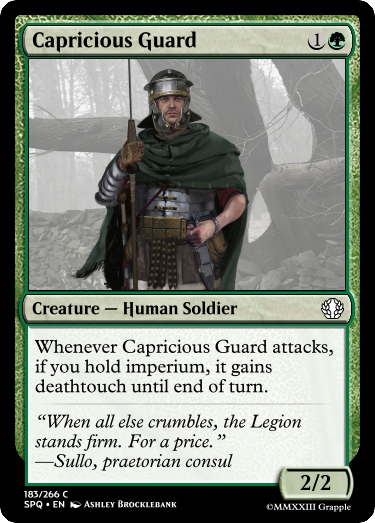 Capricious Guard 1
Creature — Human Soldier
Whenever Capricious Guard attacks,
if you hold imperium, it gains
deathtouch until end of turn.
“When all else crumbles, the Legion
stands firm. For a price.”
—Sullo, praetorian consul
2/2
183/266 C
SPQ • EN Ashley Brocklebank
©MMXXIII Grapple